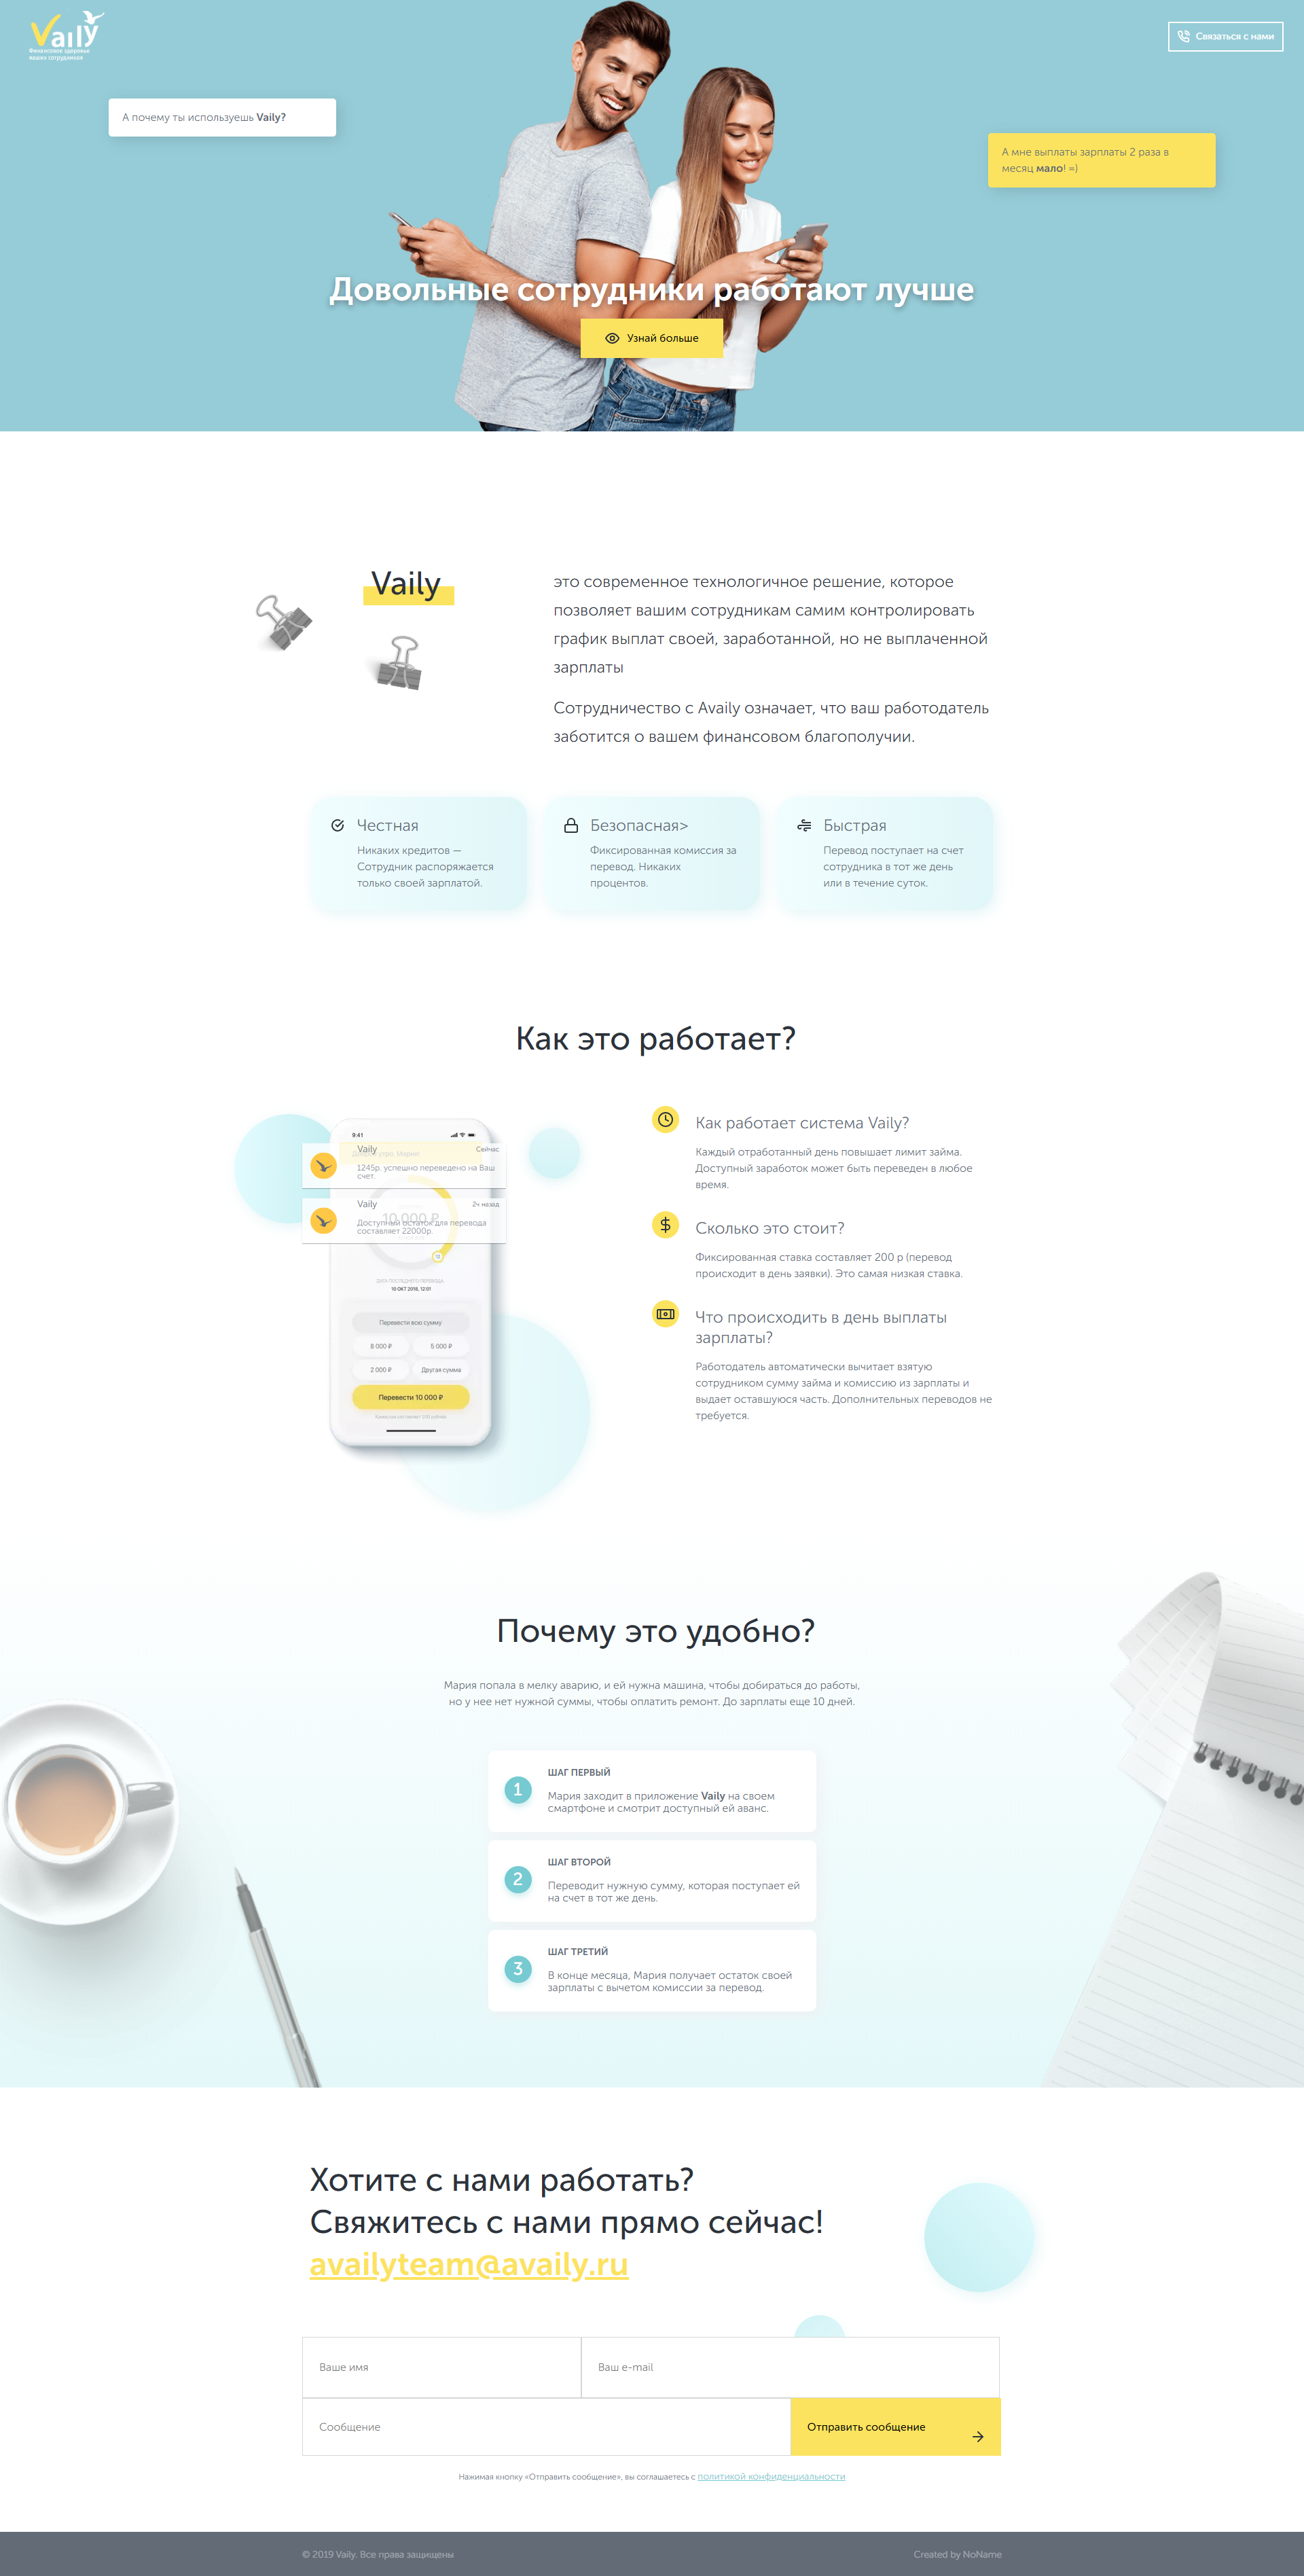 Vaily
Финансовое здоровье
ваших сотрудников
Связаться с нами
А почему ты используешь Vaily?
А мне выплаты зарплаты 2 раза в
месяц мало! =)
Довольные сотрудники работают лучше
Узнай больше
Vaily
это современное технологичное решение, которое
позволяет вашим сотрудникам самим контролировать
график выплат своей, заработанной, но не выплаченной
зарплаты
Сотрудничество с Availy означает, что ваш работодатель
заботится о вашем финансовом благополучии.
Честная
Никаких кредитов —
Сотрудник распоряжается
только своей зарплатой.
Безопасная>
Фиксированная комиссия за
перевод. Никаких
процентов.
Быстрая
Перевод поступает на счет
сотрудника в тот же день
или в течение суток.
Как это работает?
9:41
Vaily
Сейчас
утро, Мария
1245р. успешно переведено на Ваш
счет.
Vaily
2ч назад
10 000 ₽
Доступный остаток для перевода
составляет 22000р.
ДАТА ПОСЛЕДНЕГО ПЕРЕВОДА
10 ОКТ 2018, 12:01
Перевести всю сумму
8 000 ₽
5 000 ₽
2 000 ₽
Другая сумма
Перевести 10 000 ₽
Комиссия составляет рублей
Как работает система Vaily?
Каждый отработанный день повышает лимит займа.
Доступный заработок может быть переведен в любое
время.
Сколько это стоит?
Фиксированная ставка составляет 200 р (перевод
происходит в день заявки). Это самая низкая ставка.
Что происходит в день выплаты
зарплаты?
Работодатель автоматически вычитает взятую
сотрудником сумму займа и комиссию из зарплаты и
выдает оставшуюся часть. Дополнительных переводов не
требуется.
Почему это удобно?
Мария попала в мелку аварию, и ей нужна машина, чтобы добираться до работы,
но у нее нет нужной суммы, чтобы оплатить ремонт. До зарплаты еще 10 дней.
ШАГ ПЕРВЫЙ
1
Мария заходит в приложение Vaily на своем
смартфоне и смотрит доступный ей аванс.
ШАГ ВТОРОЙ
2
Переводит нужную сумму, которая поступает ей
на счет в тот же день.
ШАГ ТРЕТИЙ
3
В конце месяца, Мария получает остаток своей
зарплаты с вычетом комиссии за перевод.
Хотите с нами работать?
Свяжитесь с нами прямо сейчас!
availyteam@availy.ru
Ваше имя
Ваш e-mail
Сообщение
Отправить сообщение
Нажимая кнопку «Отправить сообщение», вы соглашаетесь с политикой конфиденциальности
© 2019 Vaily. Все права защищены
Created by NoName